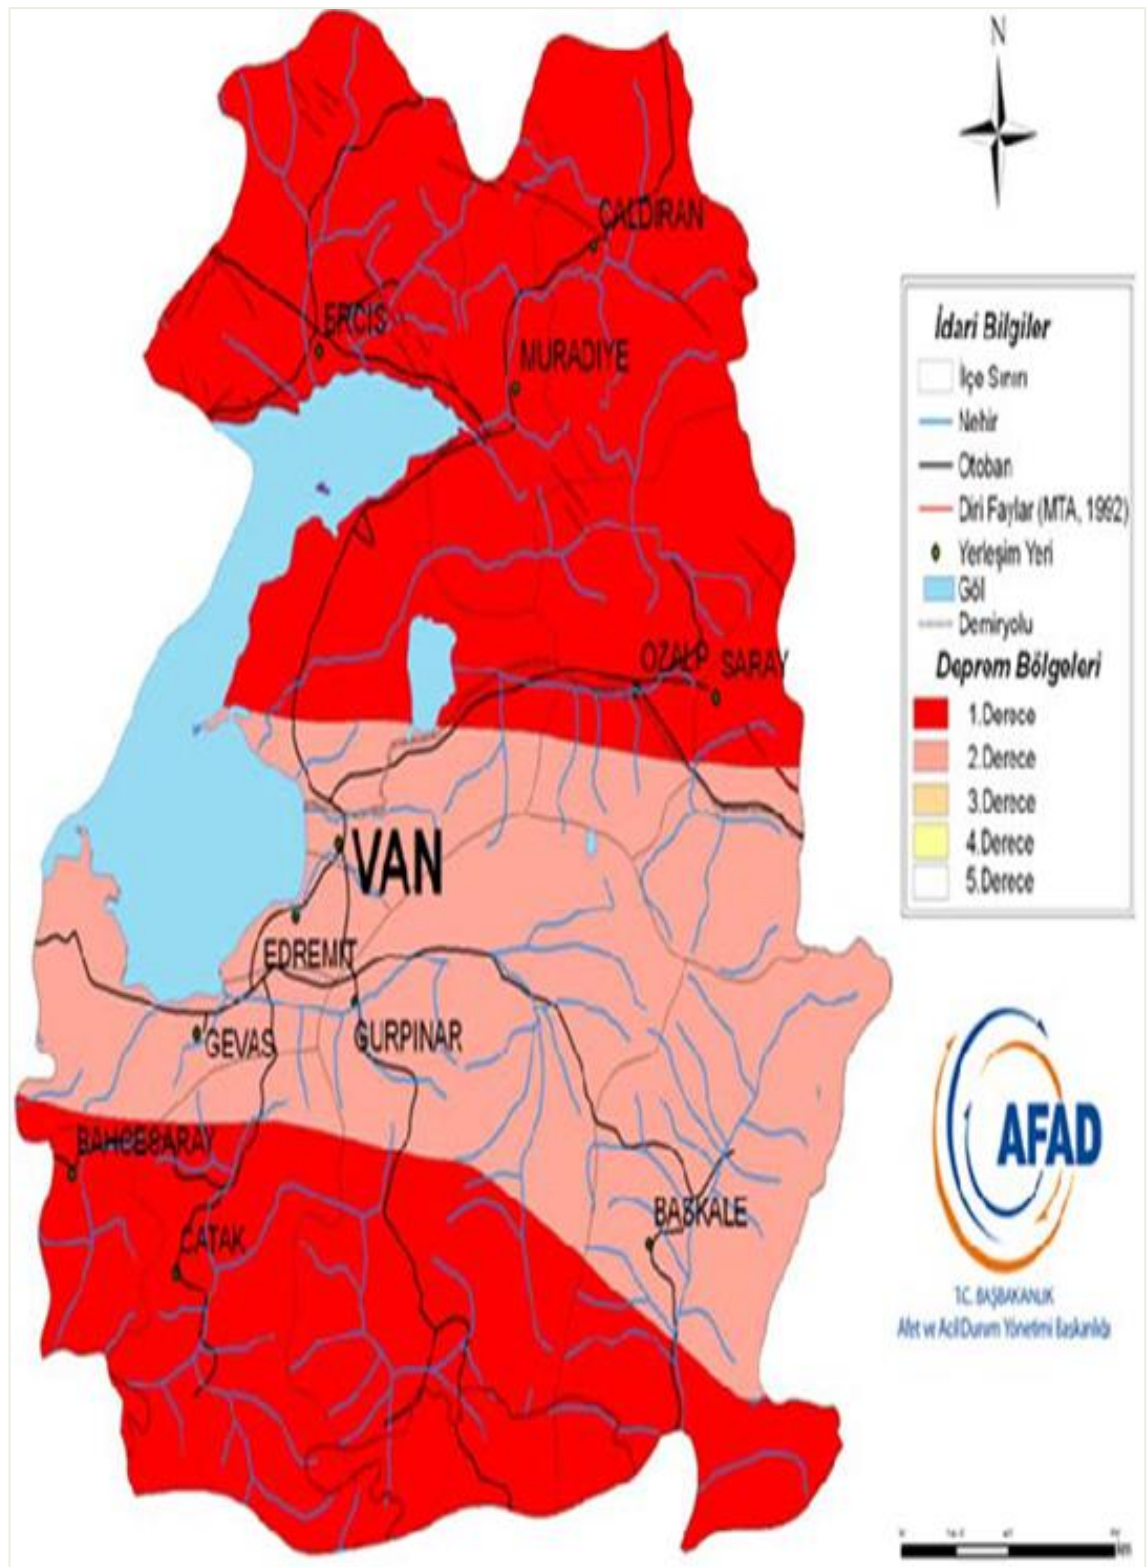 N
ÇALDIRAN
ERCIS
MURADIYE
OZALP
SARAY
VAN
EDREMIT
GEVAS
GURPINAR
BAHCESARAY
CATAK
BASKALE
İdari Bilgiler
İlçe Sınırı
Nehir
Otoban
Diri Faylar (MTA, 1992)
Yerleşim Yeri
Göl
Demiryolu
Deprem Bölgeleri
1.Derece
2.Derece
3.Derece
4.Derece
5.Derece
AFAD
T.C. BAŞBAKANLIK
Afet ve Acil Durum Yönetimi Başkanlığı